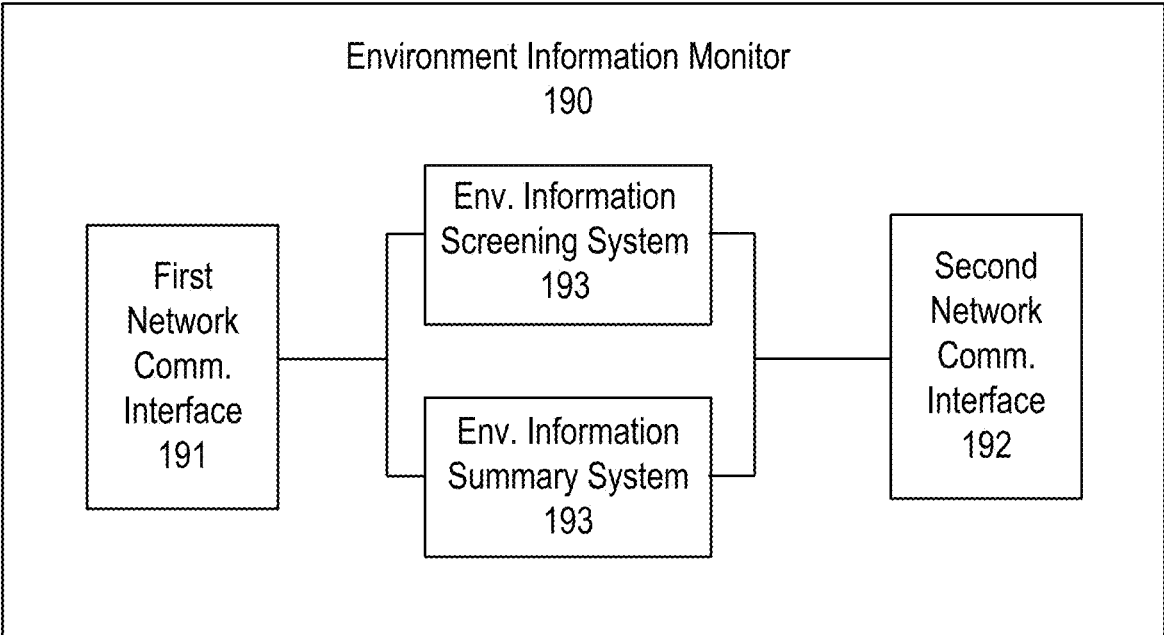 Environment Information Monitor
190
Env. Information
Screening System
193
First
Network
Comm.
Interface
191
Env. Information
Summary System
193
Second
Network
Comm.
Interface
192